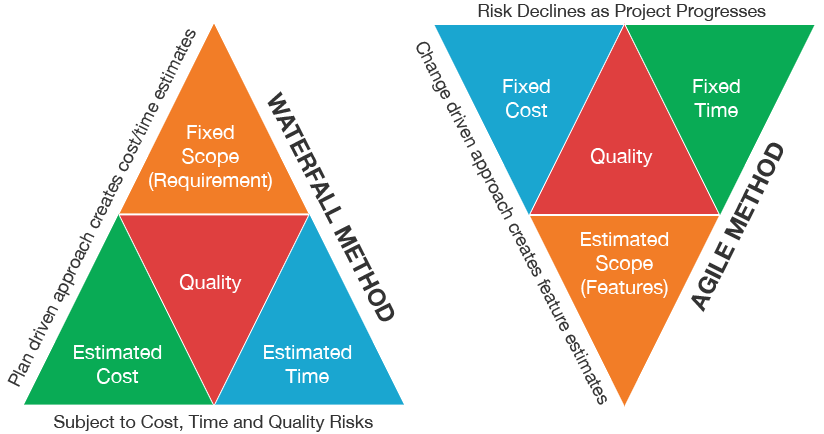 Plan driven approach creates cost/time estimates
WATERFALL METHOD
Fixed
Scope
(Requirement)
Quality
Estimated
Cost
Estimated
Time
Subject to Cost, Time and Quality Risks
Risk Declines as Project Progresses
Change driven approach creates feature estimates
AGILE METHOD
Fixed
Cost
Quality
Fixed
Time
Estimated
Scope
(Features)